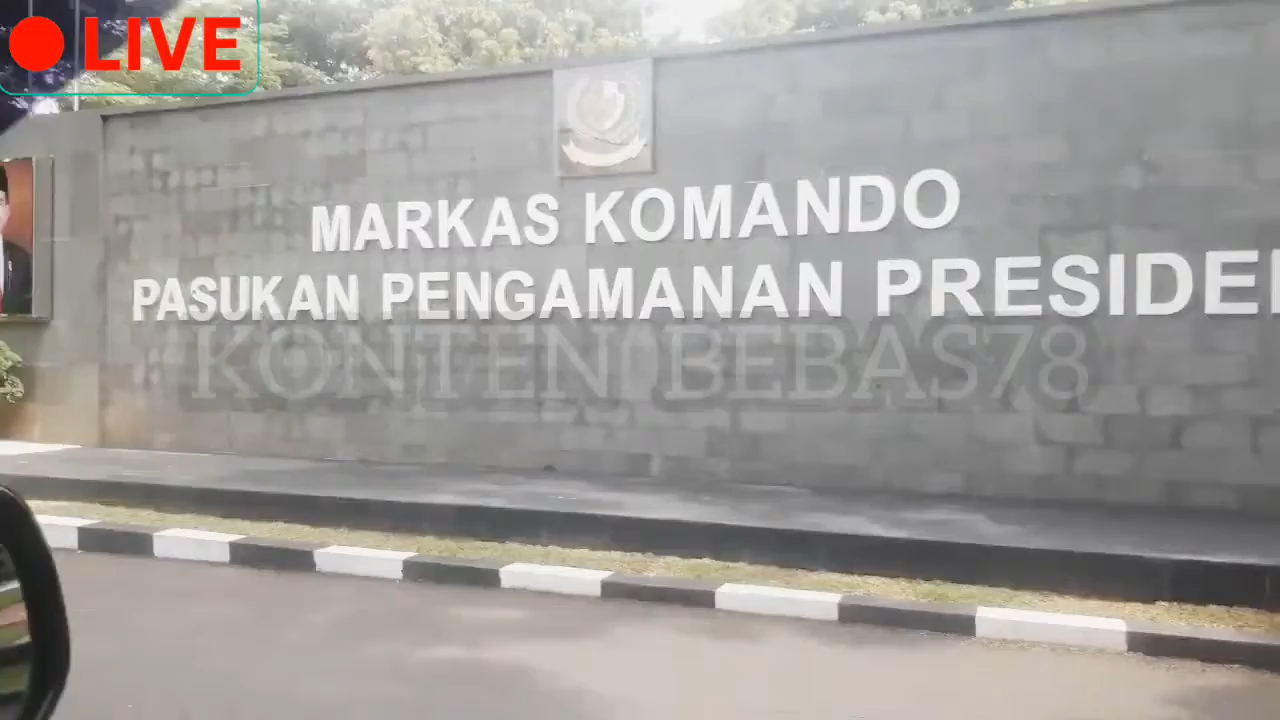 LIVE
MARKAS KOMANDO
PASUKAN PENGAMANAN PRESIDE
KONTEN BEBAS78